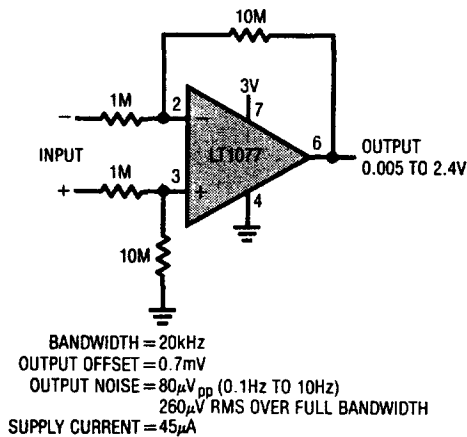 10M
1M
2
3V
7
−
−
LT1077
6
OUTPUT
0.005 TO 2.4V
INPUT
1M
3
+
+
4
10M
BANDWIDTH = 20kHz
OUTPUT OFFSET = 0.7mV
OUTPUT NOISE = 80μVpp (0.1Hz TO 10Hz)
260μV RMS OVER FULL BANDWIDTH
SUPPLY CURRENT = 45μA